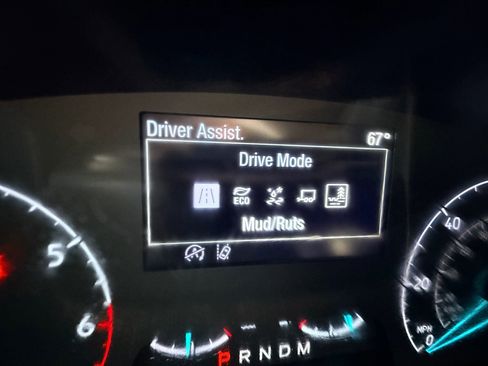 Driver Assist.
67°
Drive Mode
ECO
Mud/Ruts
5
6
40
20
MPH
0
P R N D M